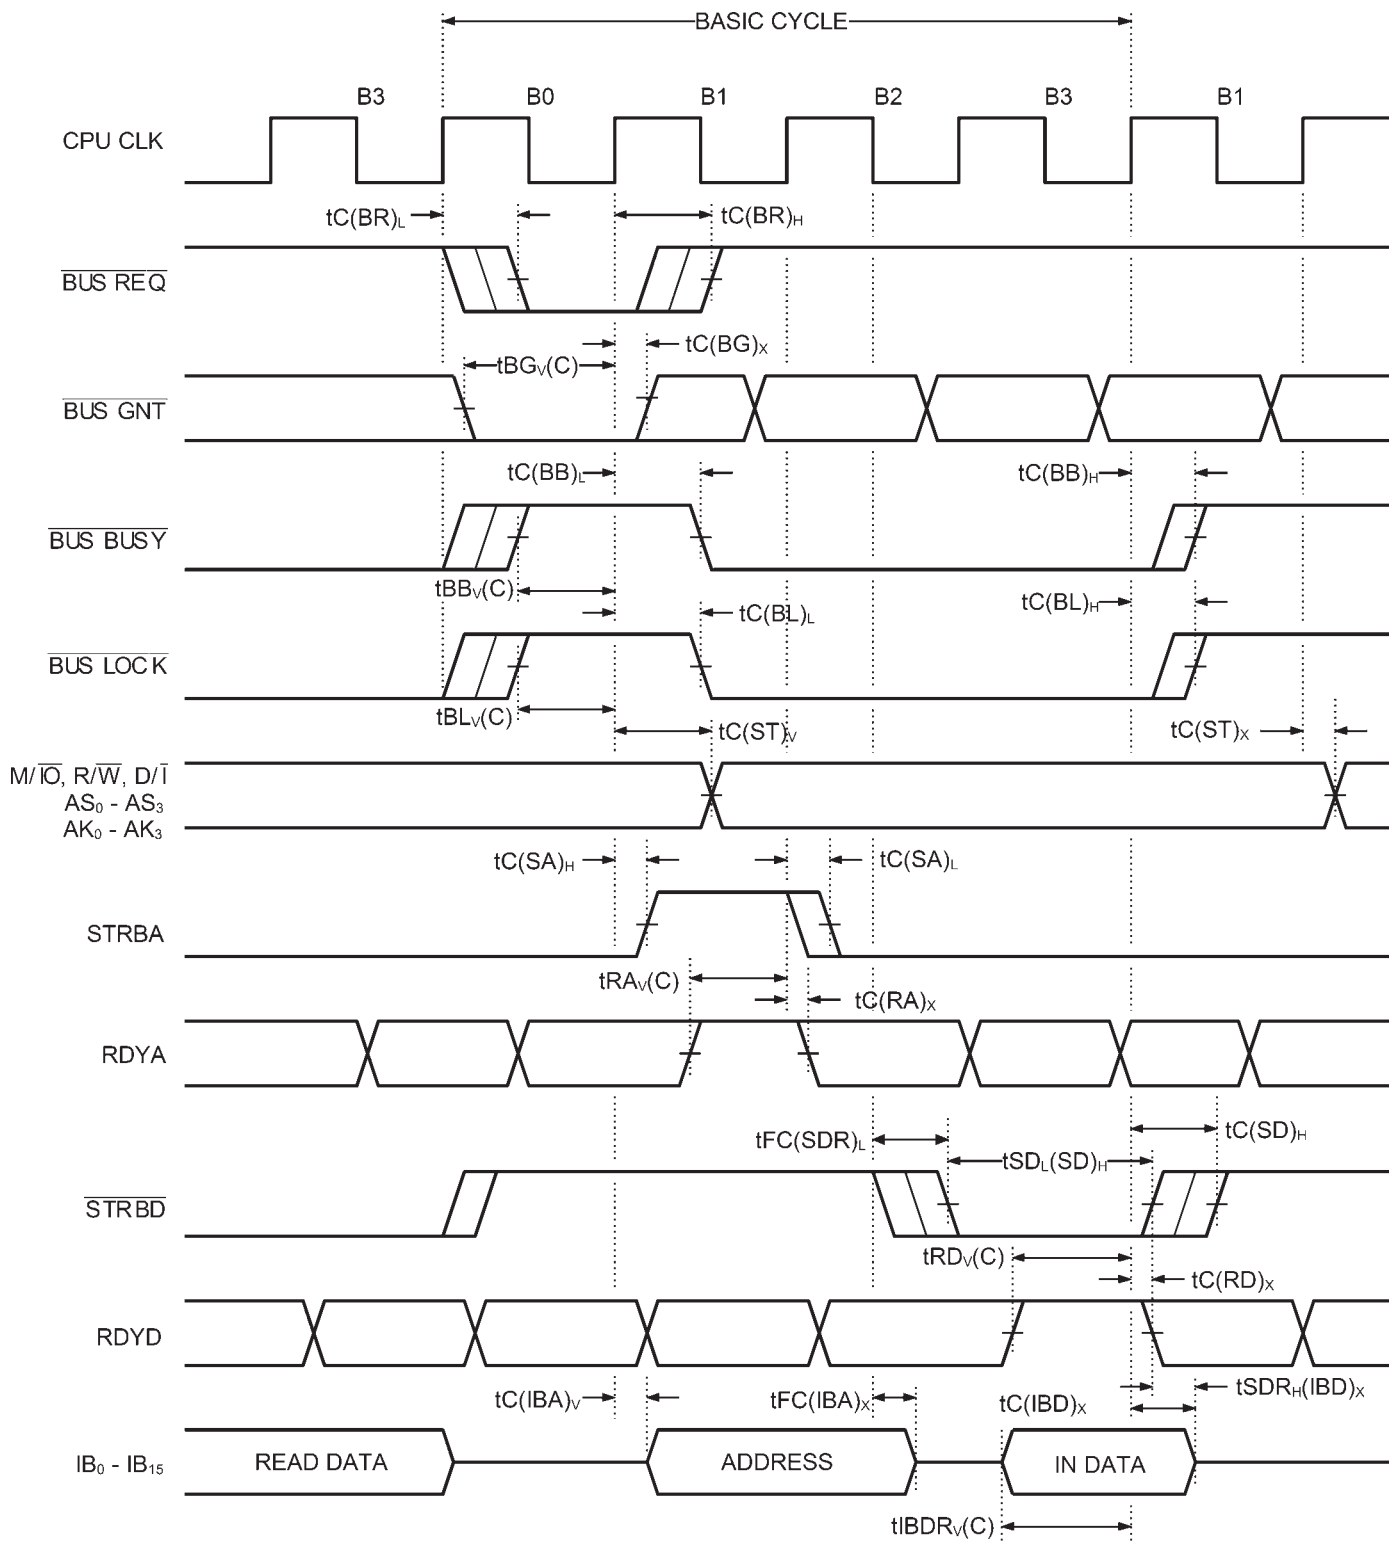 BASIC CYCLE
B3 B0 B1 B2 B3 B1
CPU CLK
tC(BR)L tC(BR)H
BUS REQ
tC(BG)X
tBGV(C)
BUS GNT
tC(BB)L tC(BB)H
BUS BUSY
tBBV(C)
tC(BL)L tC(BL)H
BUS LOCK
tBLV(C)
tC(ST)V tC(ST)X
M/IO, R/W, D/I
AS0 - AS3
AK0 - AK3
tC(SA)H tC(SA)L
STRBA
tRAV(C)
tC(RA)X
RDYA
tFC(SDR)L tC(SD)H
tSDL(SD)H
STRBD
tRDV(C)
tC(RD)X
RDYD
tC(IBA)V tFC(IBA)X tC(IBD)X tSDRH(IBD)X
IB0 - IB15 READ DATA ADDRESS IN DATA
tIBDRV(C)